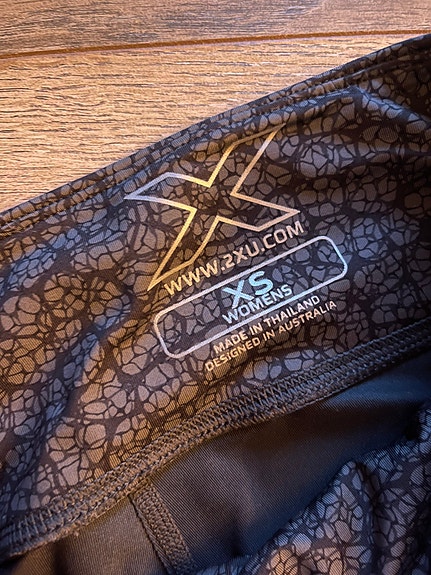 X
WWW.2XU.COM
XS
WOMENS
MADE IN THAILAND
DESIGNED IN AUSTRALIA